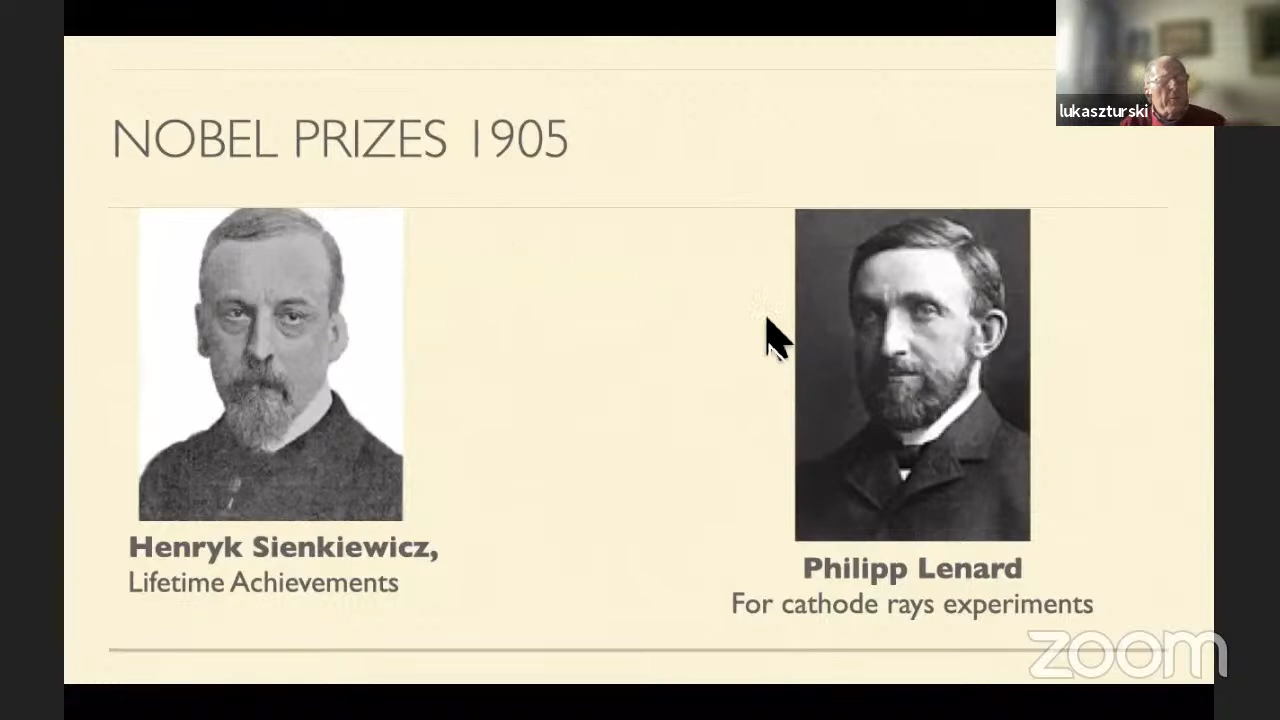 lukaszturski
NOBEL PRIZES 1905
Henryk Sienkiewicz,
Lifetime Achievements
Philipp Lenard
For cathode rays experiments
zoom